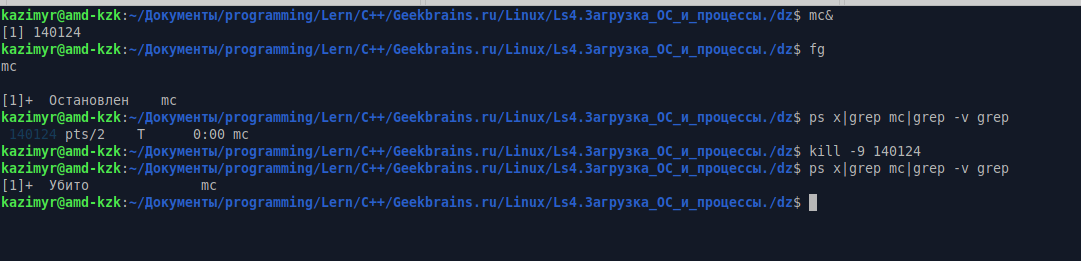 kazimyr@amd-kzk:~/Документы/programming/Lern/C++/Geekbrains.ru/Linux/Ls4.Загрузка_ОС_и_процессы./dz$ mc&
[1] 140124
kazimyr@amd-kzk:~/Документы/programming/Lern/C++/Geekbrains.ru/Linux/Ls4.Загрузка_ОС_и_процессы./dz$ fg
mc
[1]+  Остановлен    mc
kazimyr@amd-kzk:~/Документы/programming/Lern/C++/Geekbrains.ru/Linux/Ls4.Загрузка_ОС_и_процессы./dz$ ps x|grep mc|grep -v grep
 140124 pts/2    T      0:00 mc
kazimyr@amd-kzk:~/Документы/programming/Lern/C++/Geekbrains.ru/Linux/Ls4.Загрузка_ОС_и_процессы./dz$ kill -9 140124
kazimyr@amd-kzk:~/Документы/programming/Lern/C++/Geekbrains.ru/Linux/Ls4.Загрузка_ОС_и_процессы./dz$ ps x|grep mc|grep -v grep
[1]+  Убито              mc
kazimyr@amd-kzk:~/Документы/programming/Lern/C++/Geekbrains.ru/Linux/Ls4.Загрузка_ОС_и_процессы./dz$